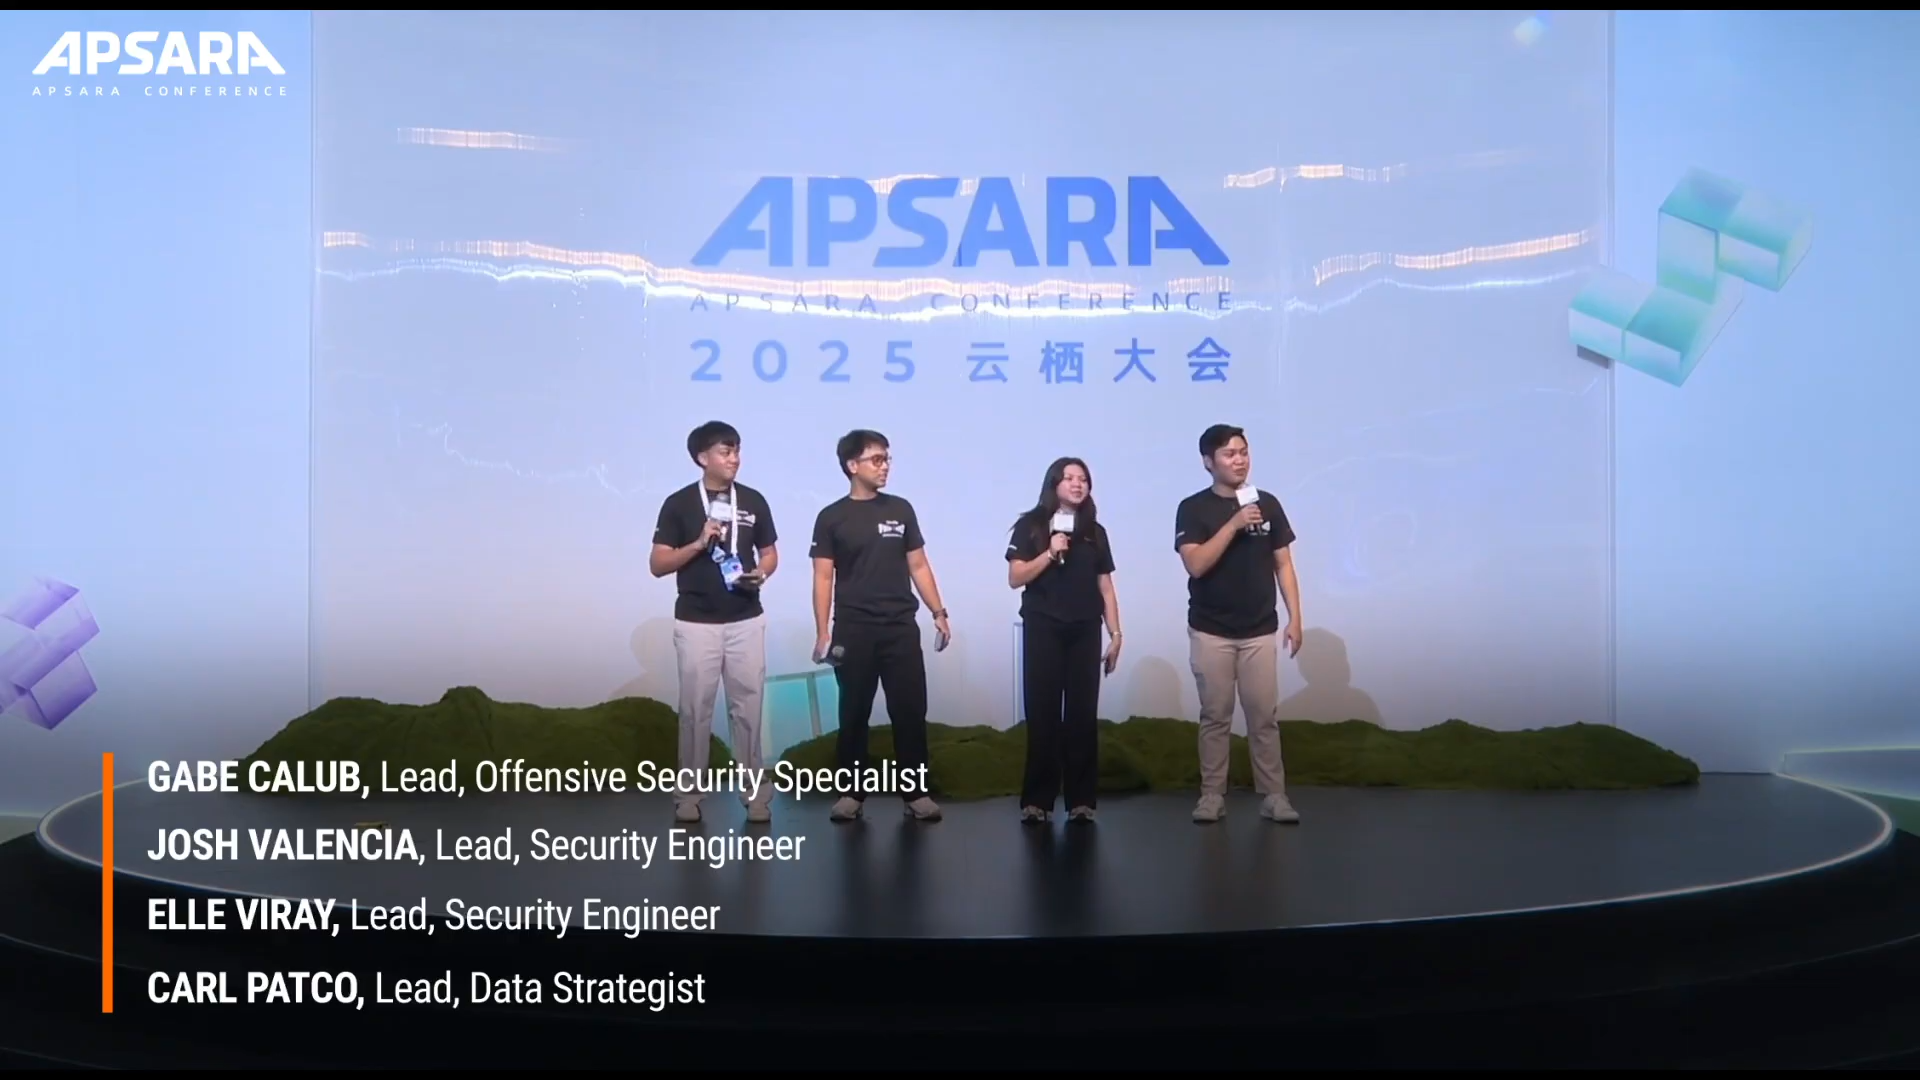 APSARA
APSARA CONFERENCE
APSARA
APSARA CONFERENCE
2025 云栖大会
GABE CALUB, Lead, Offensive Security Specialist
JOSH VALENCIA, Lead, Security Engineer
ELLE VIRAY, Lead, Security Engineer
CARL PATCO, Lead, Data Strategist